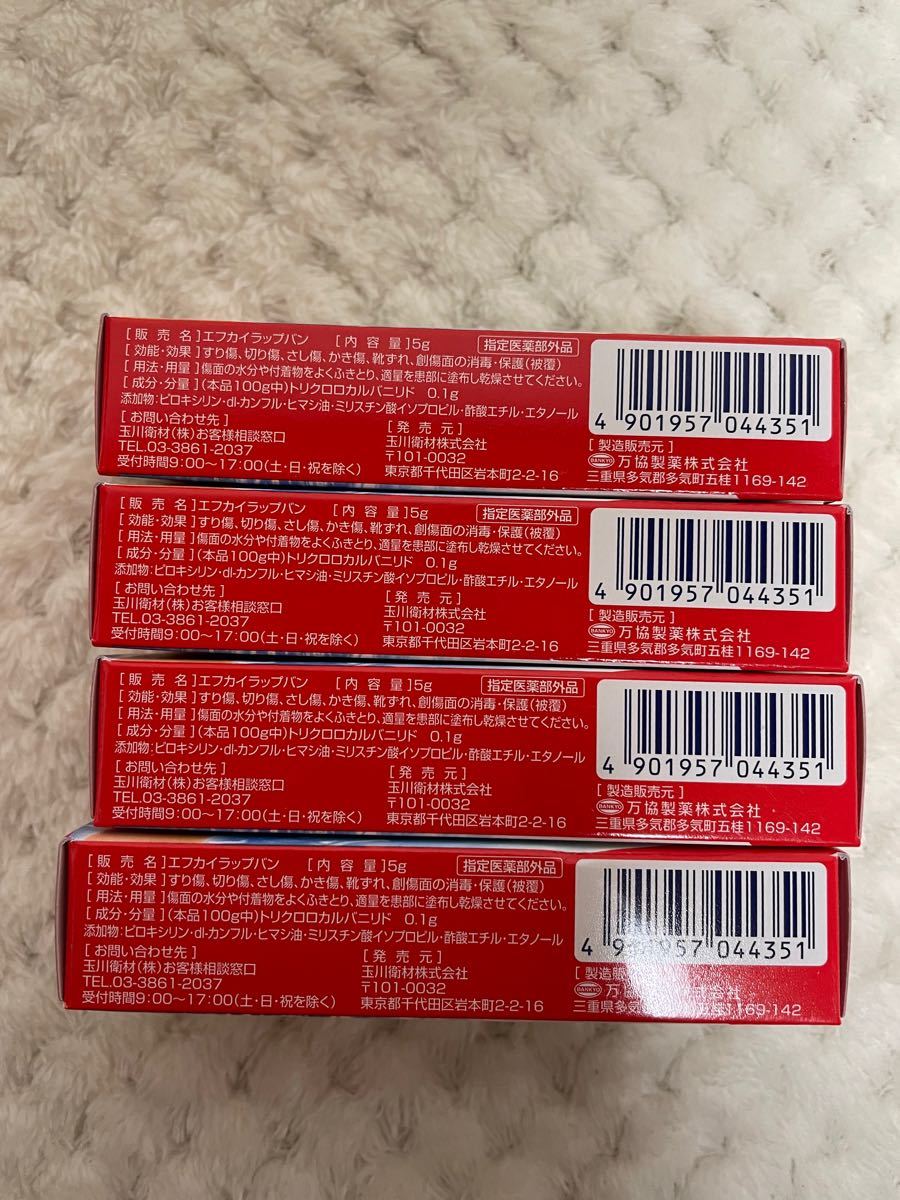 [販売名]エフカイラップバン [内容量]5g 指定医薬部外品
[効能・効果]すり傷、切り傷、さし傷、かき傷、靴ずれ、創傷面の消毒・保護(被覆)
[用法・用量]傷面の水分や付着物をよくふきとり、適量を患部に塗布し乾燥させてください。
[成分・分量](本品100g中)トリクロロカルバニリド 0.1g
添加物:ピロキシリン・dl-カンフル・ヒマシ油・ミリスチン酸イソプロピル・酢酸エチル・エタノール
[お問い合わせ先]
玉川衛材(株)お客様相談窓口
TEL.03-3861-2037
受付時間9:00〜17:00(土・日・祝を除く)
[発売元]
玉川衛材株式会社
〒101-0032
東京都千代田区岩本町2-2-16
4 901957 044351
[製造販売元]
BANKYO 万協製薬株式会社
三重県多気郡多気町五桂1169-142
[販売名]エフカイラップバン [内容量]5g 指定医薬部外品
[効能・効果]すり傷、切り傷、さし傷、かき傷、靴ずれ、創傷面の消毒・保護(被覆)
[用法・用量]傷面の水分や付着物をよくふきとり、適量を患部に塗布し乾燥させてください。
[成分・分量](本品100g中)トリクロロカルバニリド 0.1g
添加物:ピロキシリン・dl-カンフル・ヒマシ油・ミリスチン酸イソプロピル・酢酸エチル・エタノール
[お問い合わせ先]
玉川衛材(株)お客様相談窓口
TEL.03-3861-2037
受付時間9:00〜17:00(土・日・祝を除く)
[発売元]
玉川衛材株式会社
〒101-0032
東京都千代田区岩本町2-2-16
4 901957 044351
[製造販売元]
BANKYO 万協製薬株式会社
三重県多気郡多気町五桂1169-142
[販売名]エフカイラップバン [内容量]5g 指定医薬部外品
[効能・効果]すり傷、切り傷、さし傷、かき傷、靴ずれ、創傷面の消毒・保護(被覆)
[用法・用量]傷面の水分や付着物をよくふきとり、適量を患部に塗布し乾燥させてください。
[成分・分量](本品100g中)トリクロロカルバニリド 0.1g
添加物:ピロキシリン・dl-カンフル・ヒマシ油・ミリスチン酸イソプロピル・酢酸エチル・エタノール
[お問い合わせ先]
玉川衛材(株)お客様相談窓口
TEL.03-3861-2037
受付時間9:00〜17:00(土・日・祝を除く)
[発売元]
玉川衛材株式会社
〒101-0032
東京都千代田区岩本町2-2-16
4 901957 044351
[製造販売元]
BANKYO 万協製薬株式会社
三重県多気郡多気町五桂1169-142
[販売名]エフカイラップバン [内容量]5g 指定医薬部外品
[効能・効果]すり傷、切り傷、さし傷、かき傷、靴ずれ、創傷面の消毒・保護(被覆)
[用法・用量]傷面の水分や付着物をよくふきとり、適量を患部に塗布し乾燥させてください。
[成分・分量](本品100g中)トリクロロカルバニリド 0.1g
添加物:ピロキシリン・dl-カンフル・ヒマシ油・ミリスチン酸イソプロピル・酢酸エチル・エタノール
[お問い合わせ先]
玉川衛材(株)お客様相談窓口
TEL.03-3861-2037
受付時間9:00〜17:00(土・日・祝を除く)
[発売元]
玉川衛材株式会社
〒101-0032
東京都千代田区岩本町2-2-16
4 901957 044351
[製造販
BANKYO 万協製薬株式会社
三重県多気郡多気町五桂1169-142